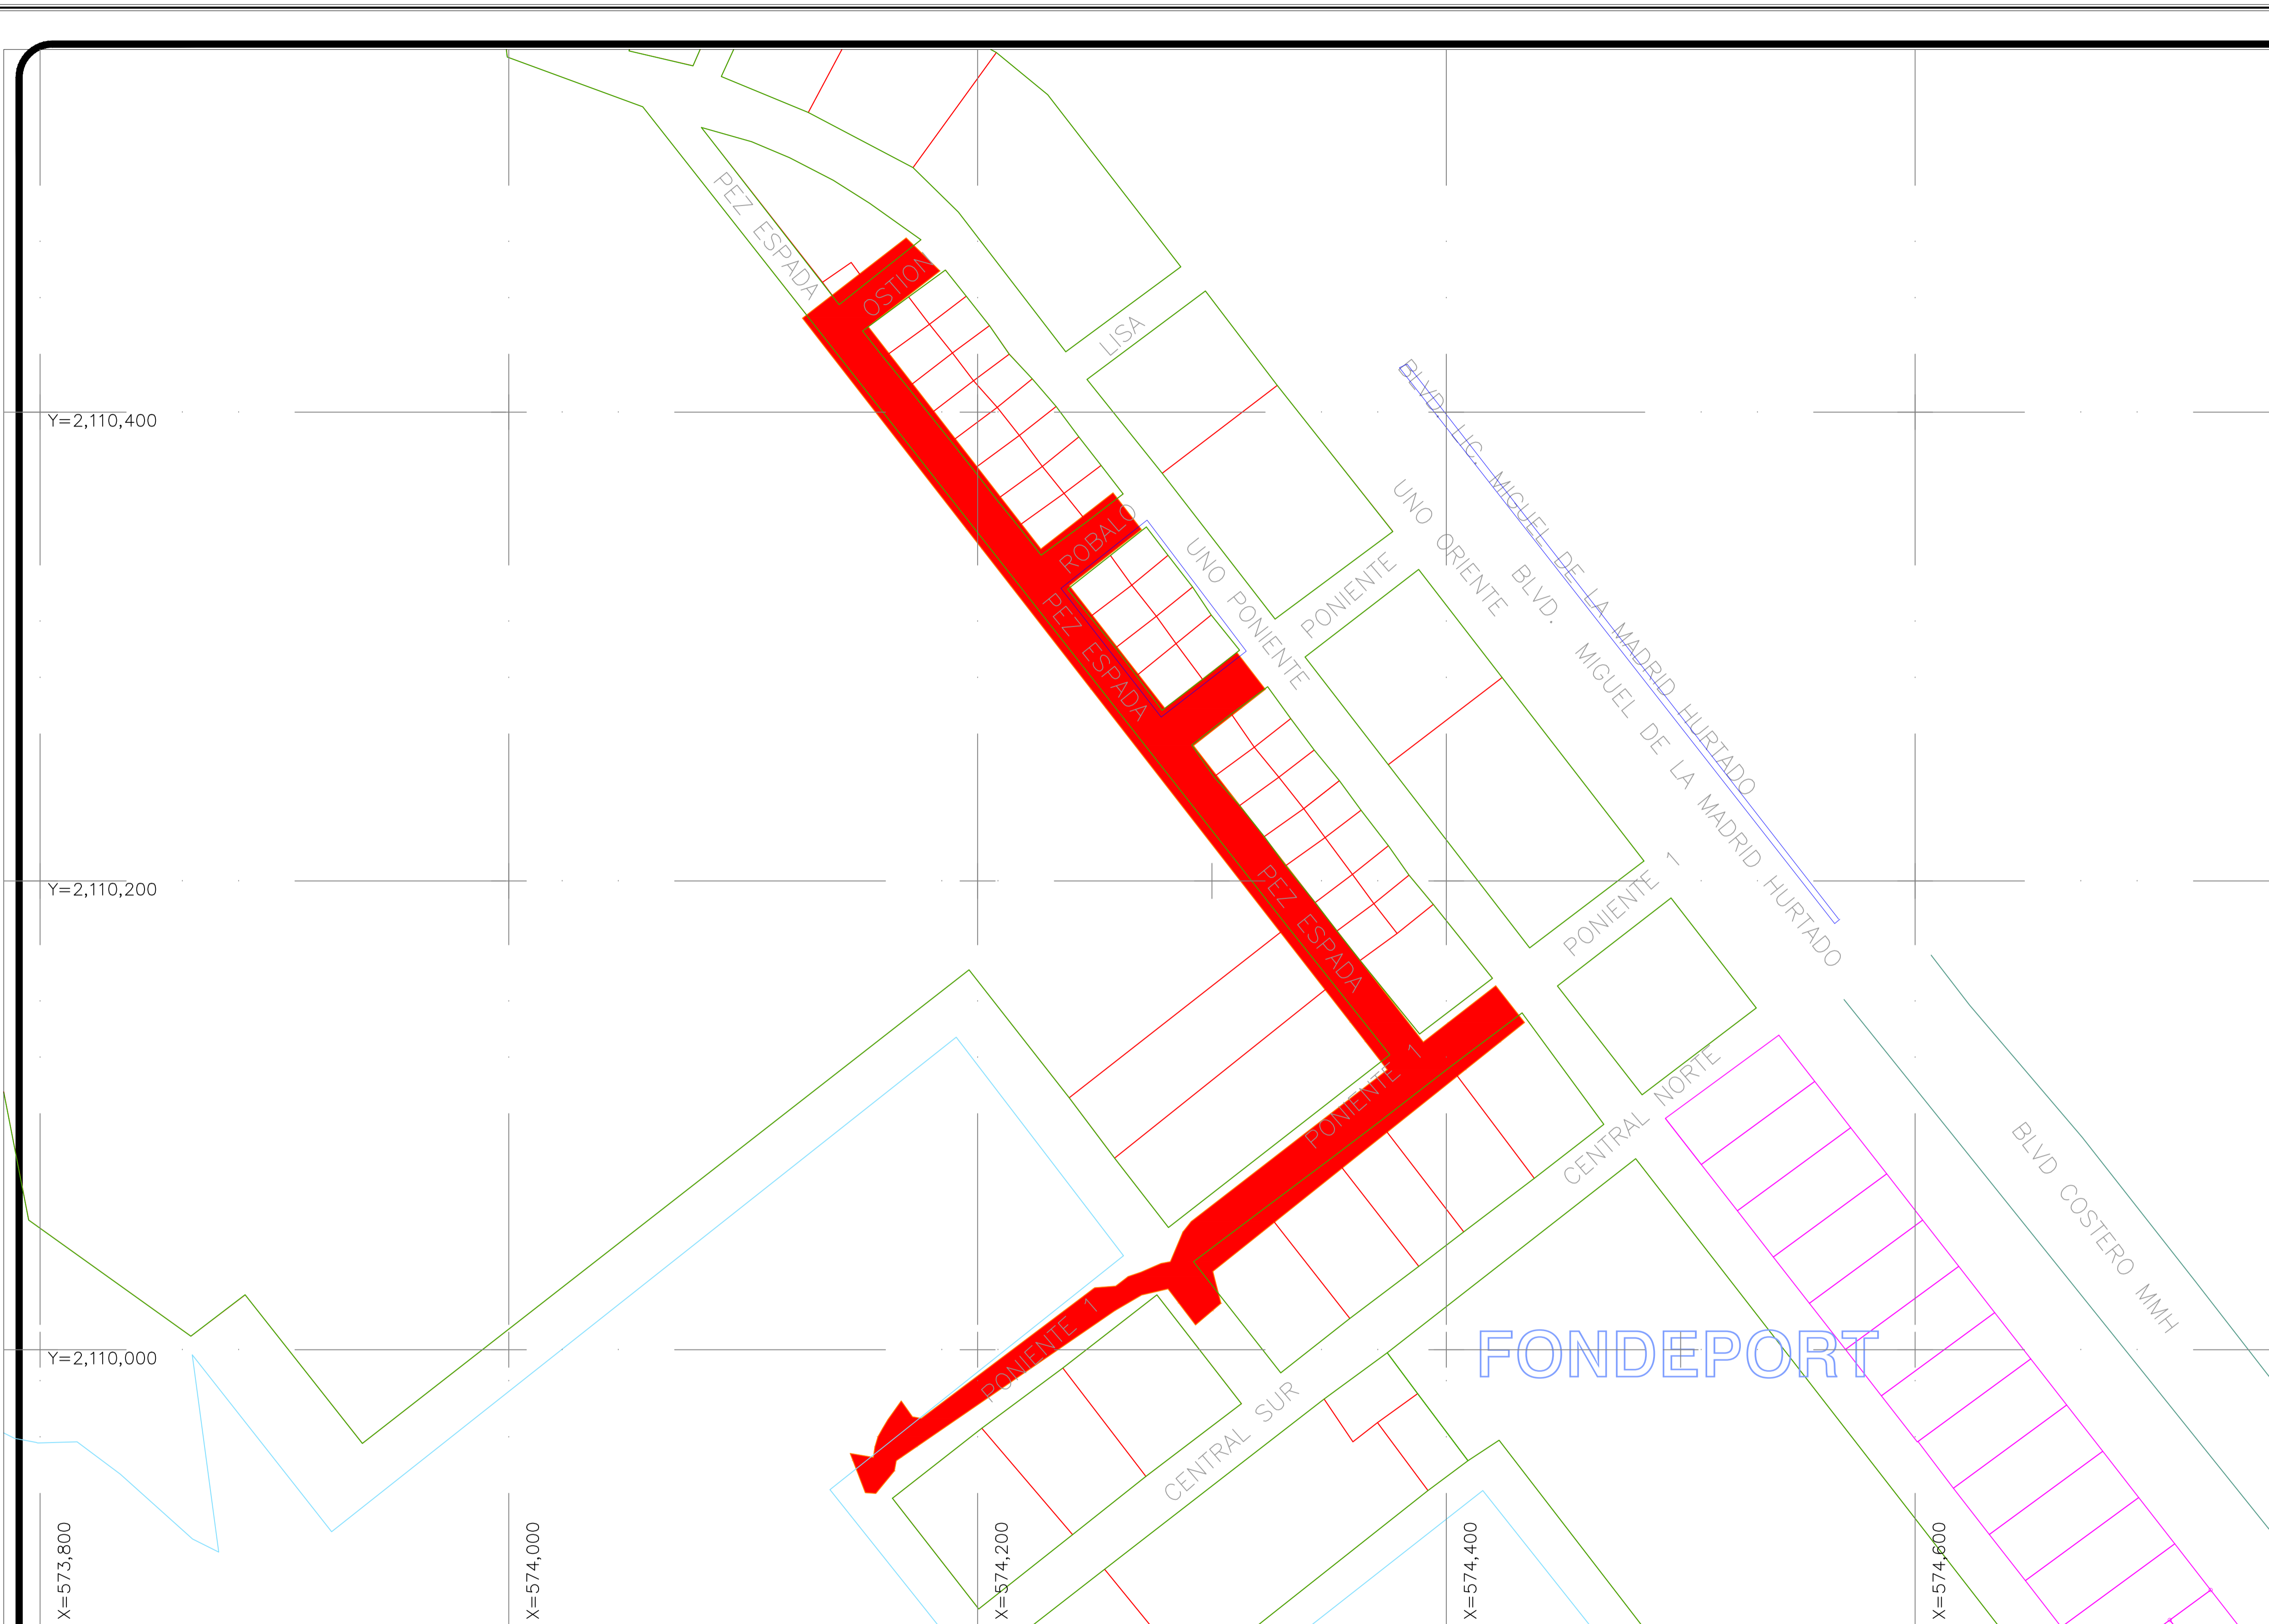 PEZ ESPADA
OSTION
LISA
BLVD. LIC. MIGUEL DE LA MADRID HURTADO
Y=2,110,400
UNO ORIENTE
ROBALO
UNO PONIENTE
PONIENTE
BLVD. MIGUEL DE LA MADRID HURTADO
PEZ ESPADA
Y=2,110,200
PONIENTE 1
PEZ ESPADA
PONIENTE 1
CENTRAL NORTE
BLVD COSTERO MMH
PONIENTE 1
Y=2,110,000
FONDEPORT
CENTRAL SUR
X=573,800
X=574,000
X=574,200
X=574,400
X=574,600